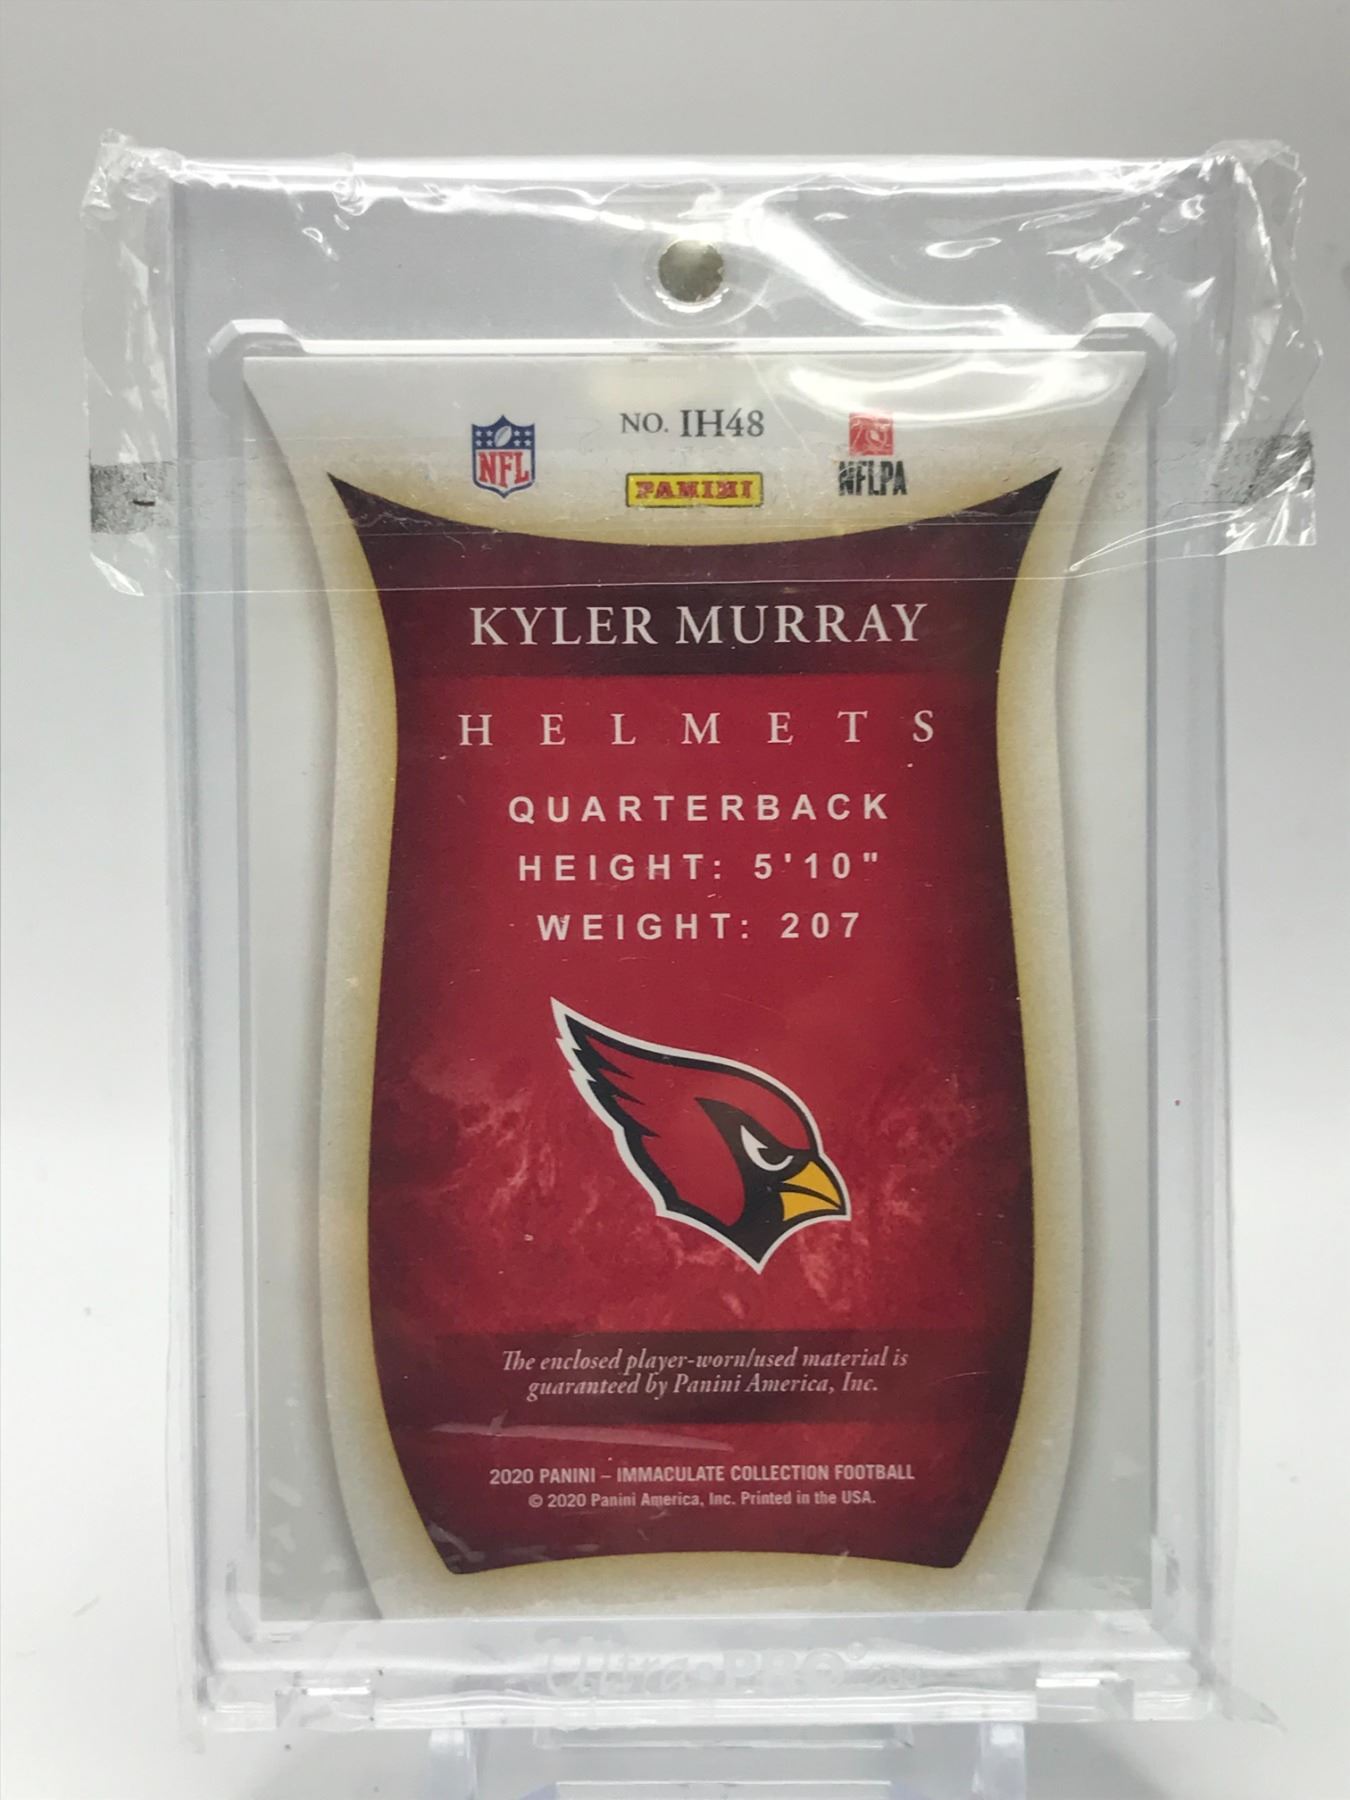 NO. IH48
NFL
PANINI
NFLPA
KYLER MURRAY
HELMETS
QUARTERBACK
HEIGHT: 5'10"
WEIGHT: 207
The enclosed player-worn/used material is
guaranteed by Panini America, Inc.
2020 PANINI – IMMACULATE COLLECTION FOOTBALL
© 2020 Panini America, Inc. Printed in the USA.
Ultra•PRO®